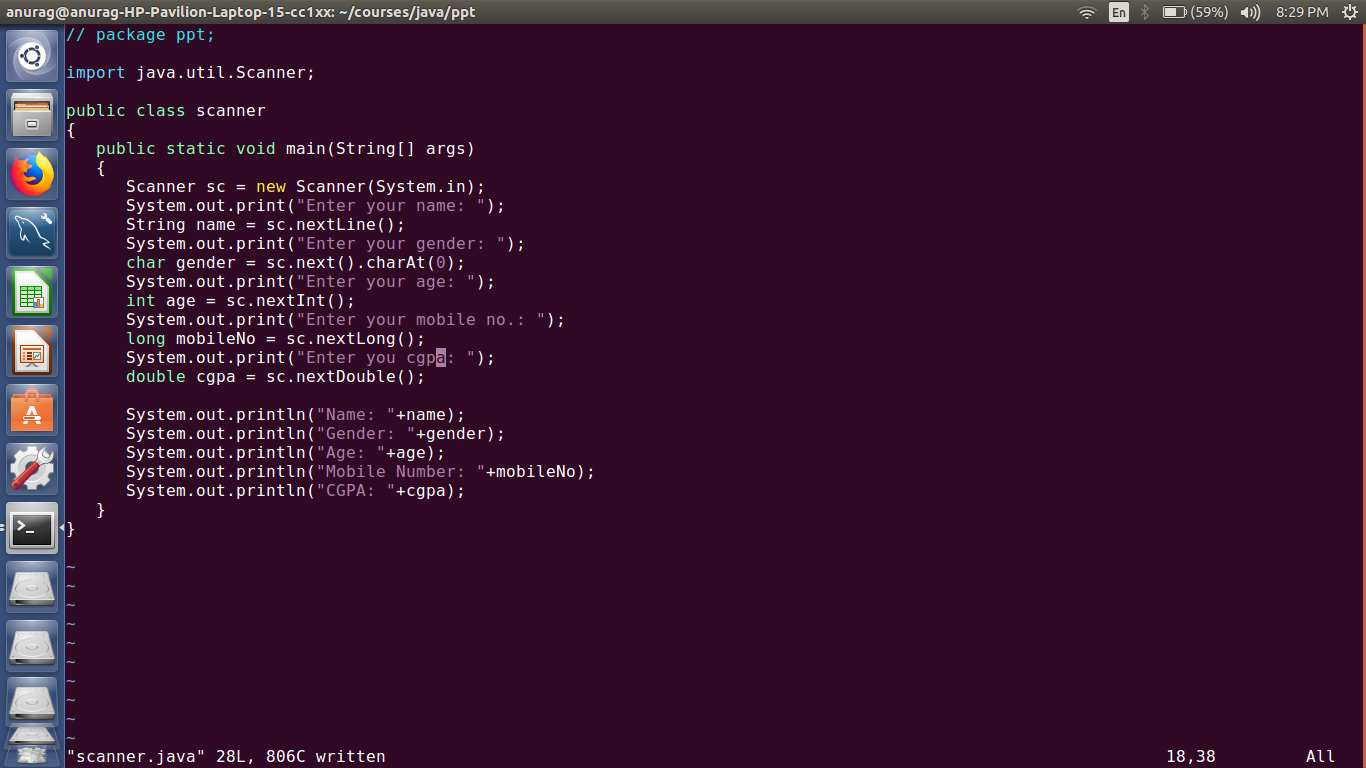 anurag@anurag-HP-Pavilion-Laptop-15-cc1xx: ~/courses/java/ppt En (59%) 8:29 PM
// package ppt;
import java.util.Scanner;
public class scanner
{
   public static void main(String[] args)
   {
      Scanner sc = new Scanner(System.in);
      System.out.print("Enter your name: ");
      String name = sc.nextLine();
      System.out.print("Enter your gender: ");
      char gender = sc.next().charAt(0);
      System.out.print("Enter your age: ");
      int age = sc.nextInt();
      System.out.print("Enter your mobile no.: ");
      long mobileNo = sc.nextLong();
      System.out.print("Enter you cgpa: ");
      double cgpa = sc.nextDouble();
      System.out.println("Name: "+name);
      System.out.println("Gender: "+gender);
      System.out.println("Age: "+age);
      System.out.println("Mobile Number: "+mobileNo);
      System.out.println("CGPA: "+cgpa);
   }
}
~
~
~
~
~
~
~
~
~
~
"scanner.java" 28L, 806C written 18,38 All